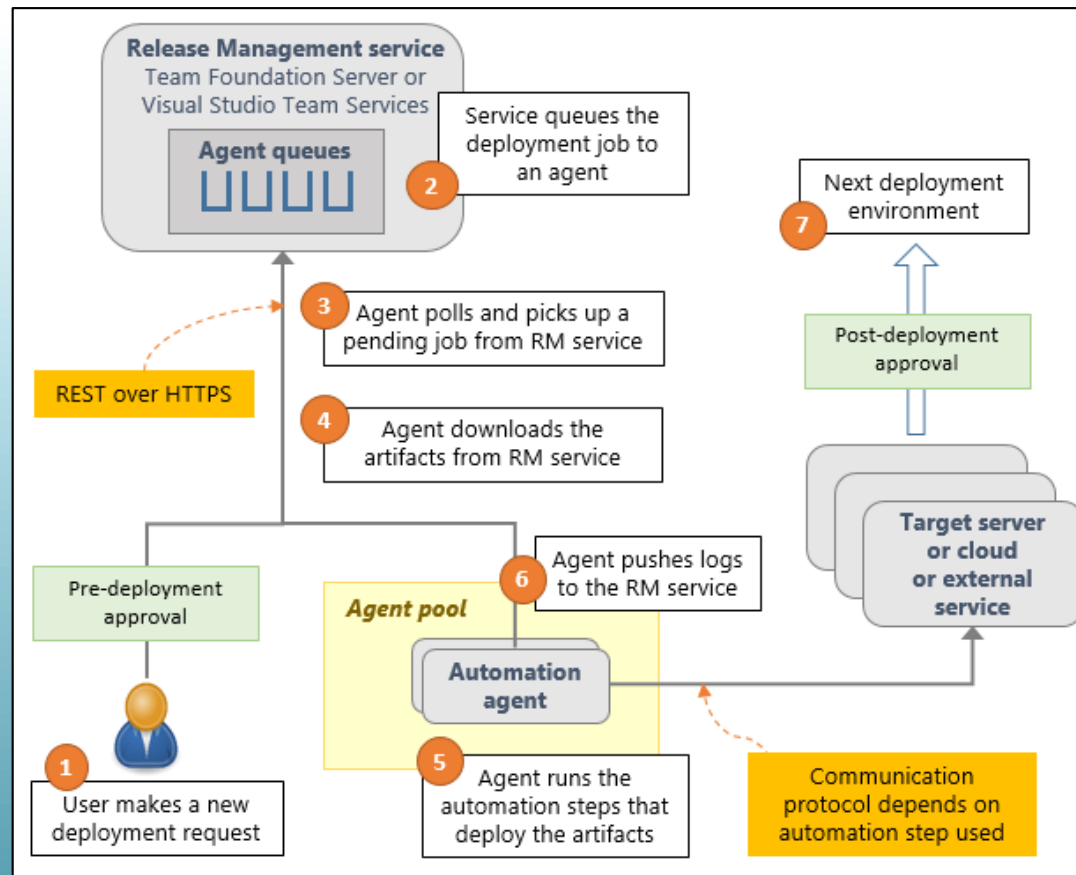 Release Management service
Team Foundation Server or
Visual Studio Team Services
Agent queues
2
Service queues the
deployment job to
an agent
7
Next deployment
environment
3
Agent polls and picks up a
pending job from RM service
REST over HTTPS
Post-deployment
approval
4
Agent downloads the
artifacts from RM service
Target server
or cloud
or external
service
Pre-deployment
approval
6
Agent pushes logs
to the RM service
Agent pool
Automation
agent
1
User makes a new
deployment request
5
Agent runs the
automation steps that
deploy the artifacts
Communication
protocol depends on
automation step used